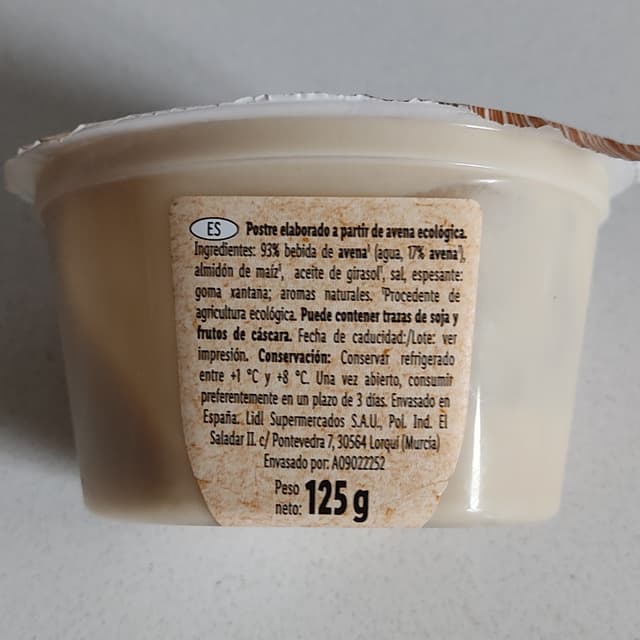 ES Postre elaborado a partir de avena ecológica.
Ingredientes: 93% bebida de avena¹ (agua, 17% avena¹),
almidón de maíz¹, aceite de girasol¹, sal, espesante:
goma xantana; aromas naturales. ¹Procedente de
agricultura ecológica. Puede contener trazas de soja y
frutos de cáscara. Fecha de caducidad:/Lote: ver
impresión. Conservación: Conservar refrigerado
entre +1 °C y +8 °C. Una vez abierto, consumir
preferentemente en un plazo de 3 días. Envasado en
España. Lidl Supermercados S.A.U., Pol. Ind. El
Saladar II. c/ Pontevedra 7, 30564 Lorquí (Murcia)
Envasado por: A09022252
Peso
neto: 125 g